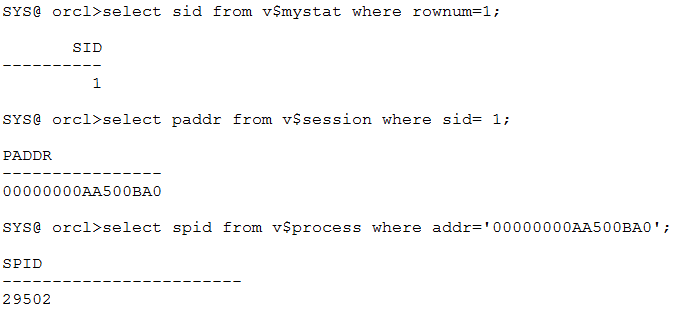 SYS@ orcl>select sid from v$mystat where rownum=1;
SID
----------
1
SYS@ orcl>select paddr from v$session where sid= 1;
PADDR
----------------
00000000AA500BA0
SYS@ orcl>select spid from v$process where addr='00000000AA500BA0';
SPID
------------------------
29502